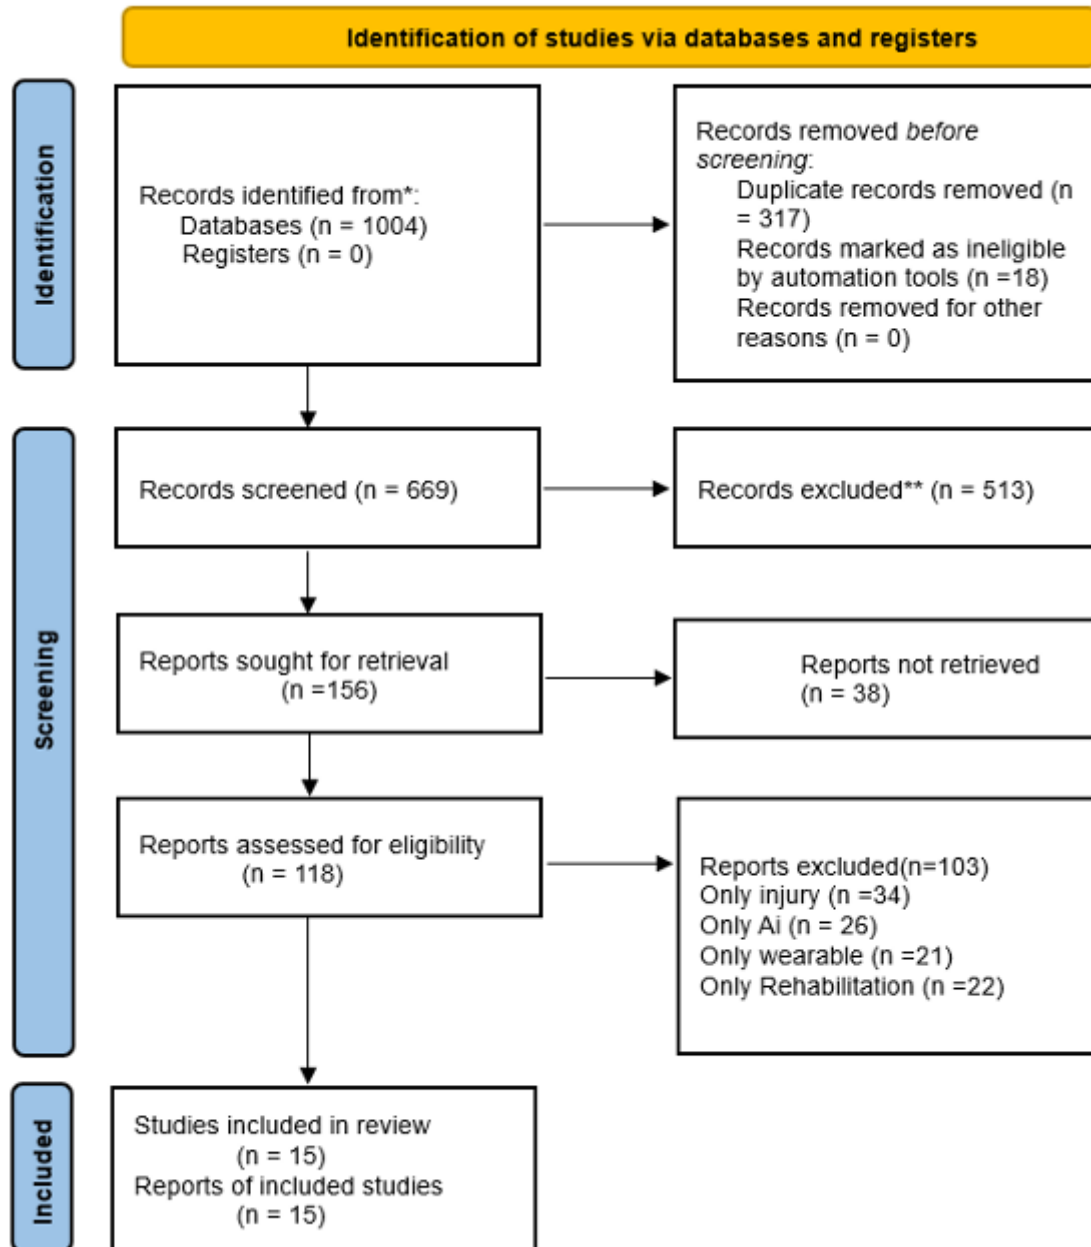 Identification of studies via databases and registers
Identification
Records identified from*:
Databases (n = 1004)
Registers (n = 0)
Records removed before
screening:
Duplicate records removed (n
= 317)
Records marked as ineligible
by automation tools (n =18)
Records removed for other
reasons (n = 0)
Screening
Records screened (n = 669)
Records excluded** (n = 513)
Reports sought for retrieval
(n =156)
Reports not retrieved
(n = 38)
Reports assessed for eligibility
(n = 118)
Reports excluded(n=103)
Only injury (n =34)
Only Ai (n = 26)
Only wearable (n =21)
Only Rehabilitation (n =22)
Included
Studies included in review
(n = 15)
Reports of included studies
(n = 15)